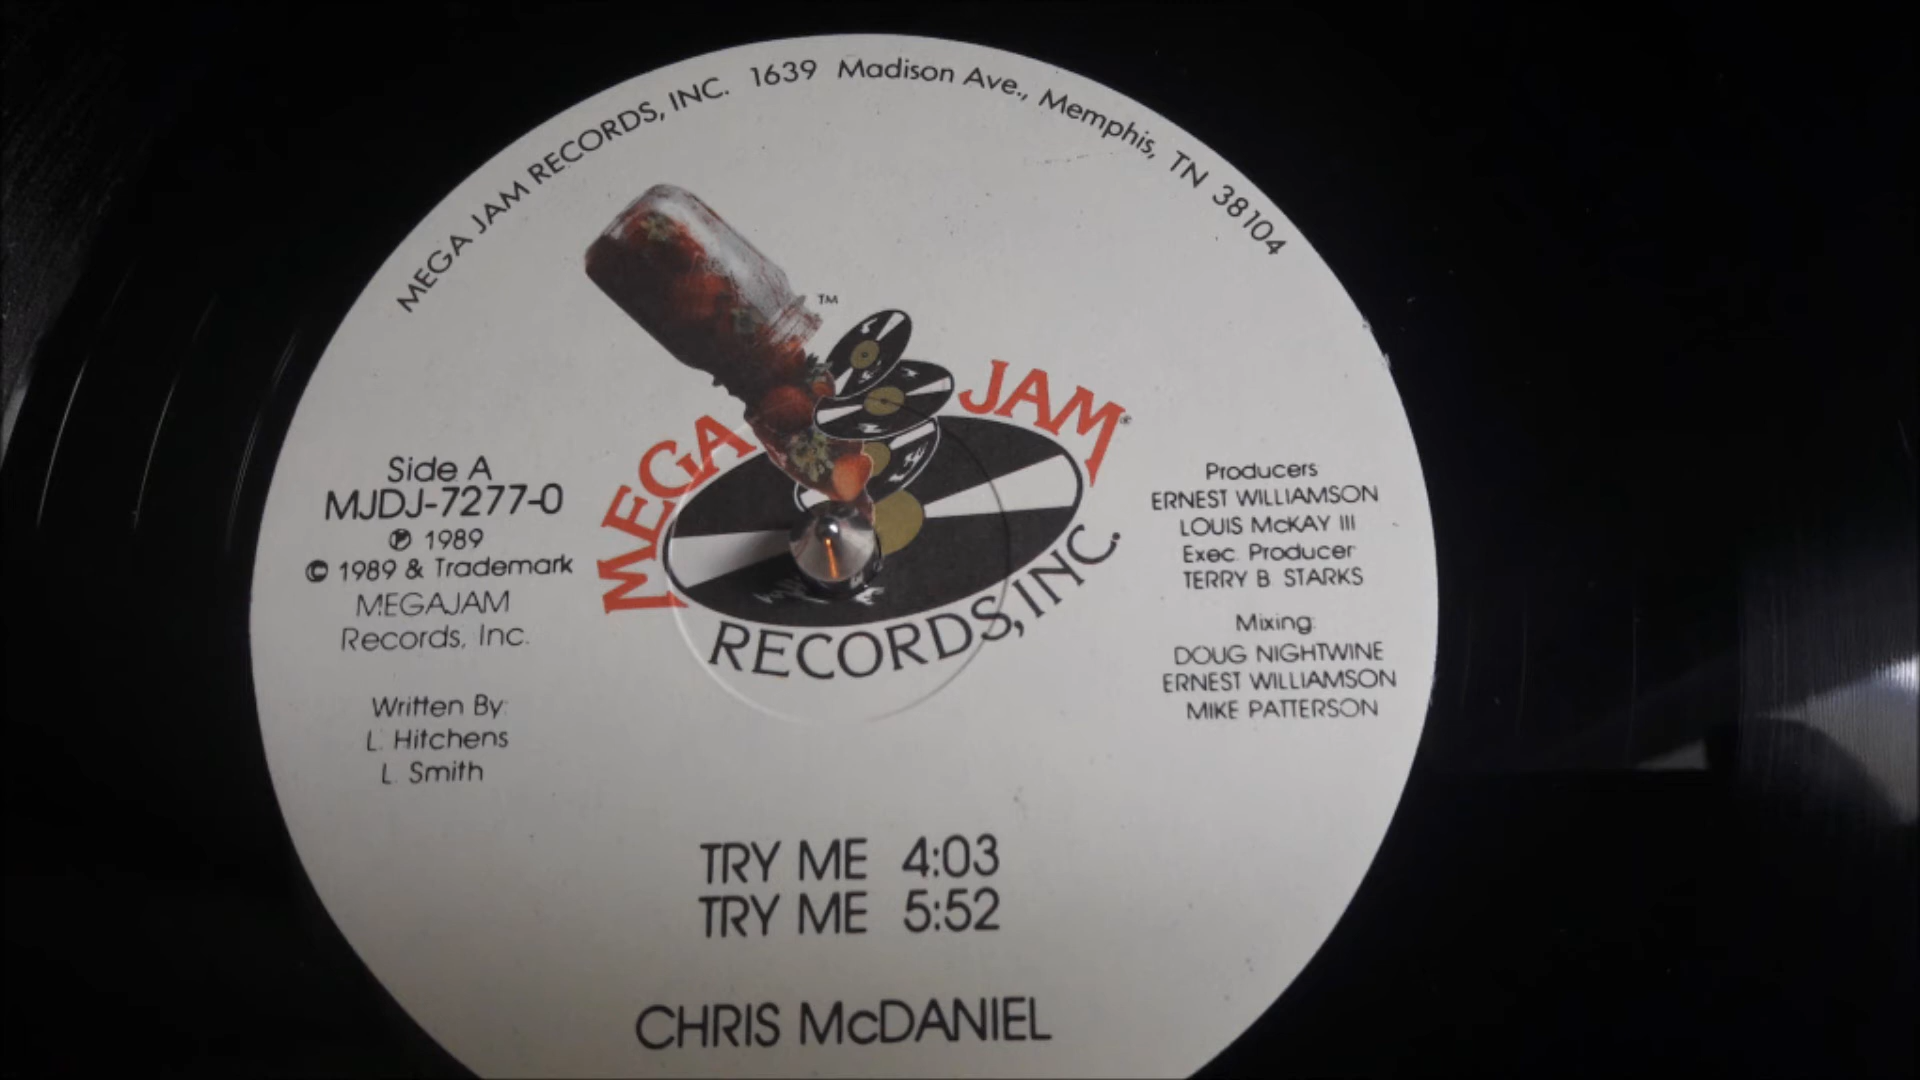 MEGA JAM RECORDS, INC. 1639 Madison Ave., Memphis, TN 38104
TM
MEGA JAM®
RECORDS, INC.
Side A
MJDJ-7277-0
℗ 1989
© 1989 & Trademark
MEGAJAM
Records, Inc.
Written By:
L. Hitchens
L. Smith
Producers
ERNEST WILLIAMSON
LOUIS McKAY III
Exec. Producer
TERRY B. STARKS
Mixing:
DOUG NIGHTWINE
ERNEST WILLIAMSON
MIKE PATTERSON
TRY ME 4:03
TRY ME 5:52
CHRIS McDANIEL